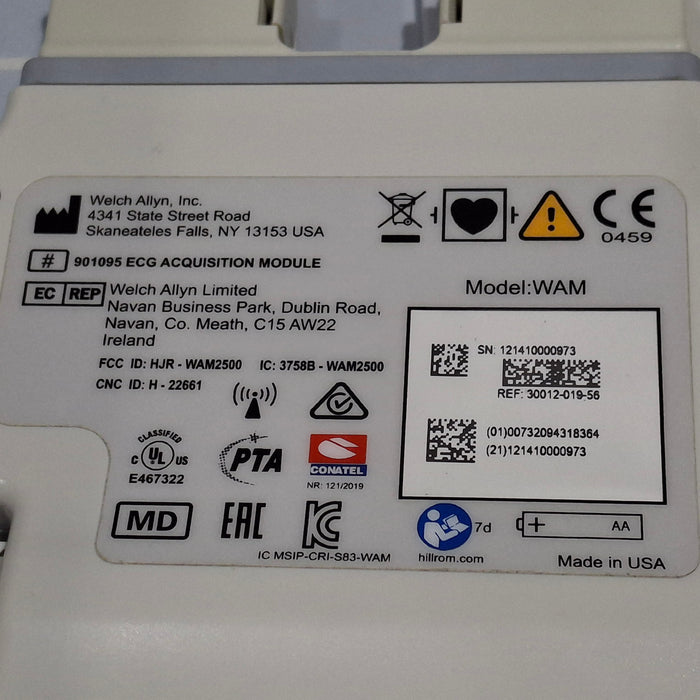 Welch Allyn, Inc.
4341 State Street Road
Skaneateles Falls, NY 13153 USA
CE
0459
# 901095 ECG ACQUISITION MODULE
EC REP Welch Allyn Limited
Navan Business Park, Dublin Road,
Navan, Co. Meath, C15 AW22
Ireland
Model:WAM
FCC ID: HJR - WAM2500 IC: 3758B - WAM2500
CNC ID: H - 22661
SN: 121410000973
REF: 30012-019-56
(01)00732094318364
(21)121410000973
CLASSIFIED
C UL US
E467322
PTA
CONATEL
NR: 121/2019
MD
EAC
KC
IC MSIP-CRI-S83-WAM
7d
hillrom.com
+ AA
Made in USA